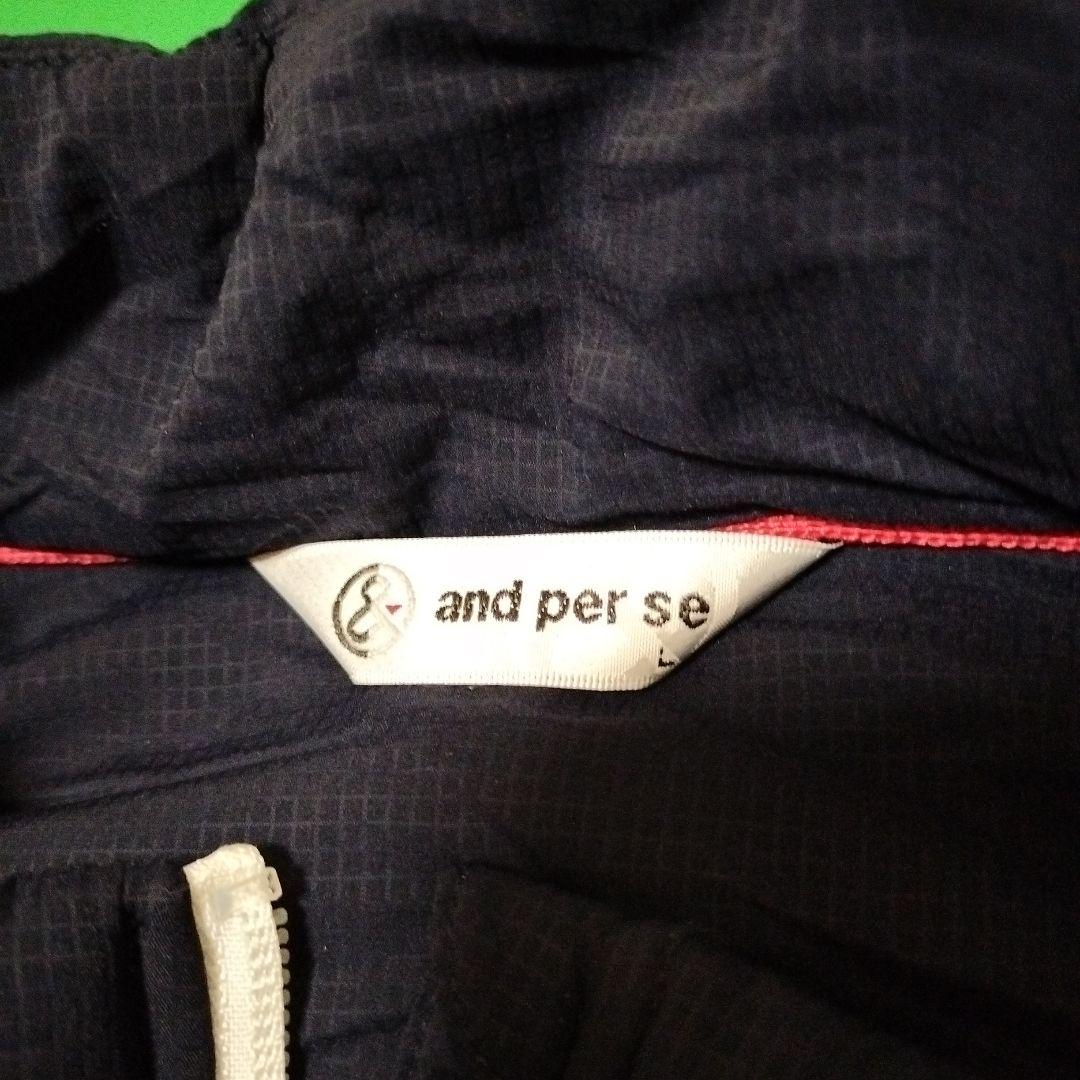 and per se
L